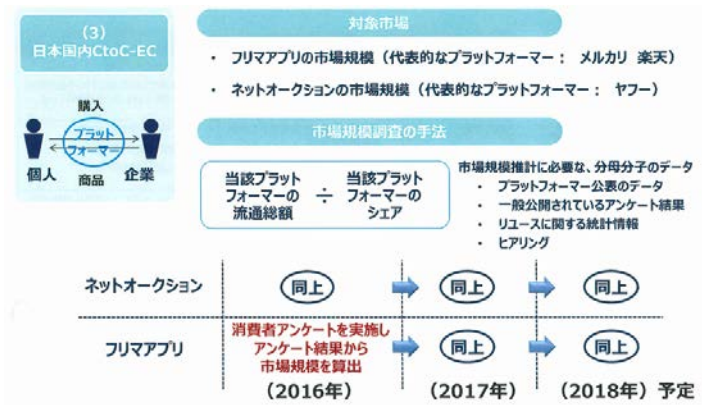 (3)
日本国内CtoC-EC
購入
プラット
フォーマー
個人
商品
企業
対象市場
・ フリマアプリの市場規模（代表的なプラットフォーマー： メルカリ 楽天）
・ ネットオークションの市場規模（代表的なプラットフォーマー： ヤフー）
市場規模調査の手法
当該プラット
フォーマーの
流通総額
÷
当該プラット
フォーマーの
シェア
市場規模推計に必要な、分母分子のデータ
・ プラットフォーマー公表のデータ
・ 一般公開されているアンケート結果
・ リユースに関する統計情報
・ ヒアリング
ネットオークション
同上
同上
同上
フリマアプリ
消費者アンケートを実施し
アンケート結果から
市場規模を算出
同上
同上
（2016年）
（2017年）
（2018年）予定